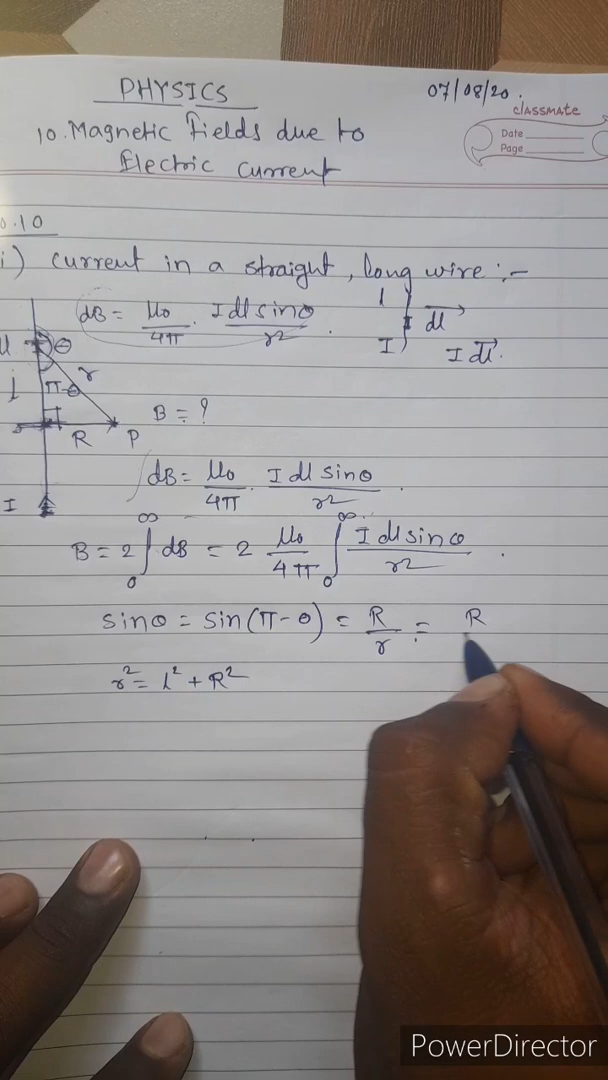 PHYSICS
07/08/20.
classmate
Date
Page
10. Magnetic fields due to
Electric current
0.10
i) current in a straight, long wire :-
dB = μ₀/4π . I dl sinθ / r²
I dl
I I dl.
θ
r
π-θ
R P B = ?
I
dB = μ₀/4π . I dl sinθ / r² .
B = 2 ∫₀^∞ dB = 2 μ₀/4π ∫₀^∞ I dl sinθ / r² .
sinθ = sin(π-θ) = R/r = R
r² = l² + R²
PowerDirector